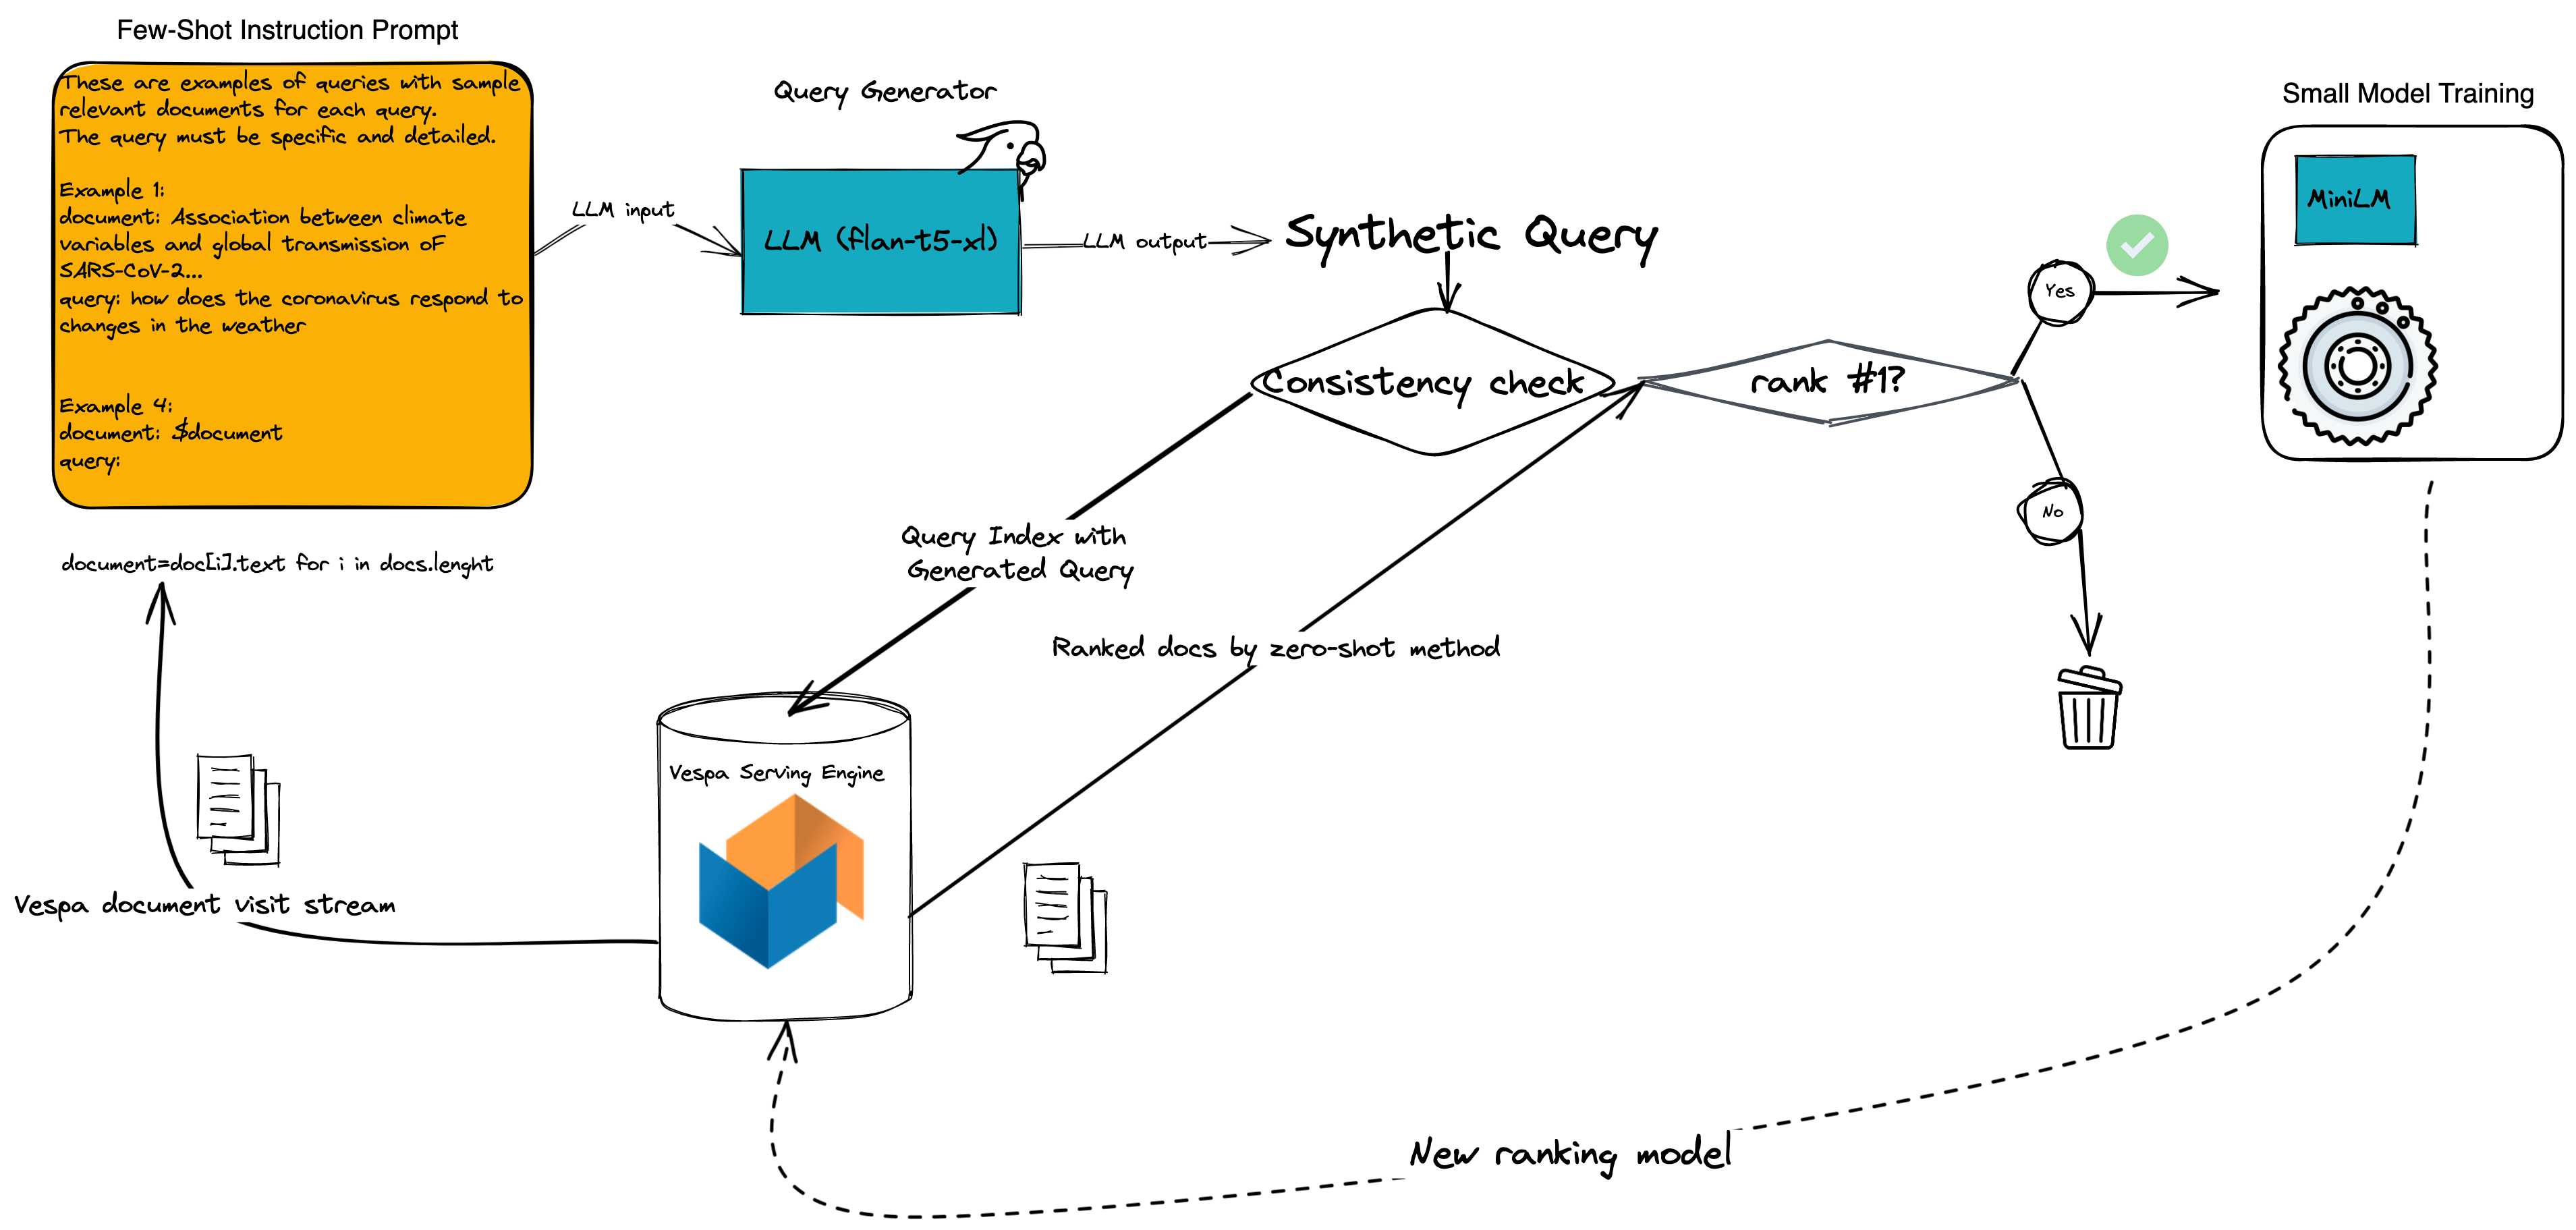 Few-Shot Instruction Prompt
These are examples of queries with sample
relevant documents for each query.
The query must be specific and detailed.
Example 1:
document: Association between climate
variables and global transmission oF
SARS-CoV-2...
query: how does the coronavirus respond to
changes in the weather
Example 4:
document: $document
query:
document=doc[i].text for i in docs.lenght
LLM input
Query Generator
LLM (flan-t5-xl)
LLM output
Synthetic Query
Consistency check
rank #1?
Yes
No
Small Model Training
MiniLM
Query Index with
Generated Query
Ranked docs by zero-shot method
Vespa Serving Engine
Vespa document visit stream
New ranking model